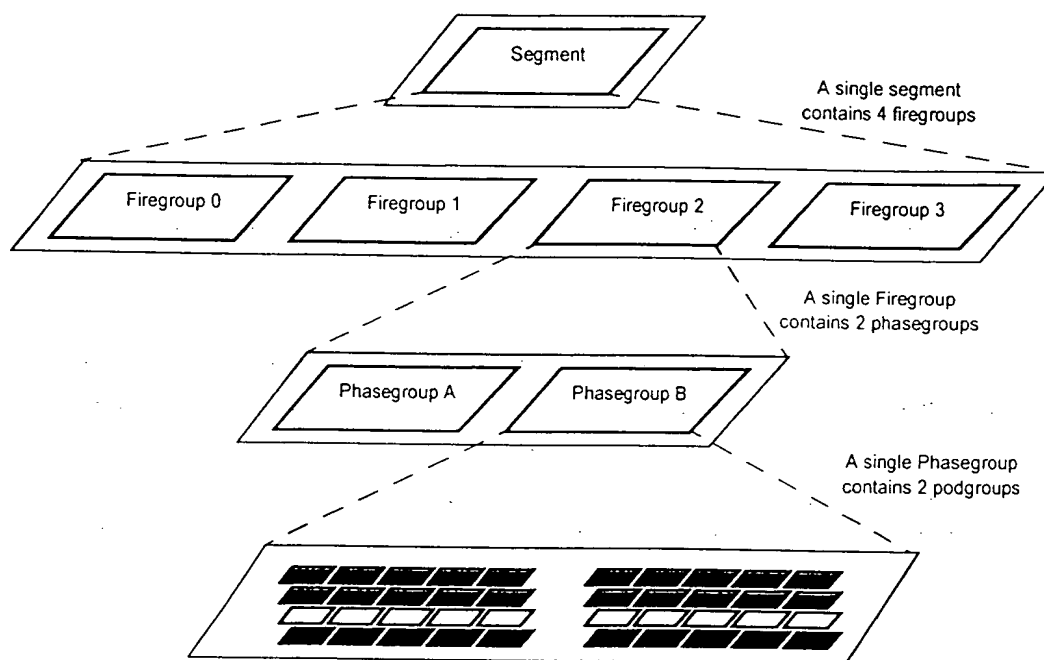 Segment
A single segment
contains 4 firegroups
Firegroup 0
Firegroup 1
Firegroup 2
Firegroup 3
A single Firegroup
contains 2 phasegroups
Phasegroup A
Phasegroup B
A single Phasegroup
contains 2 podgroups